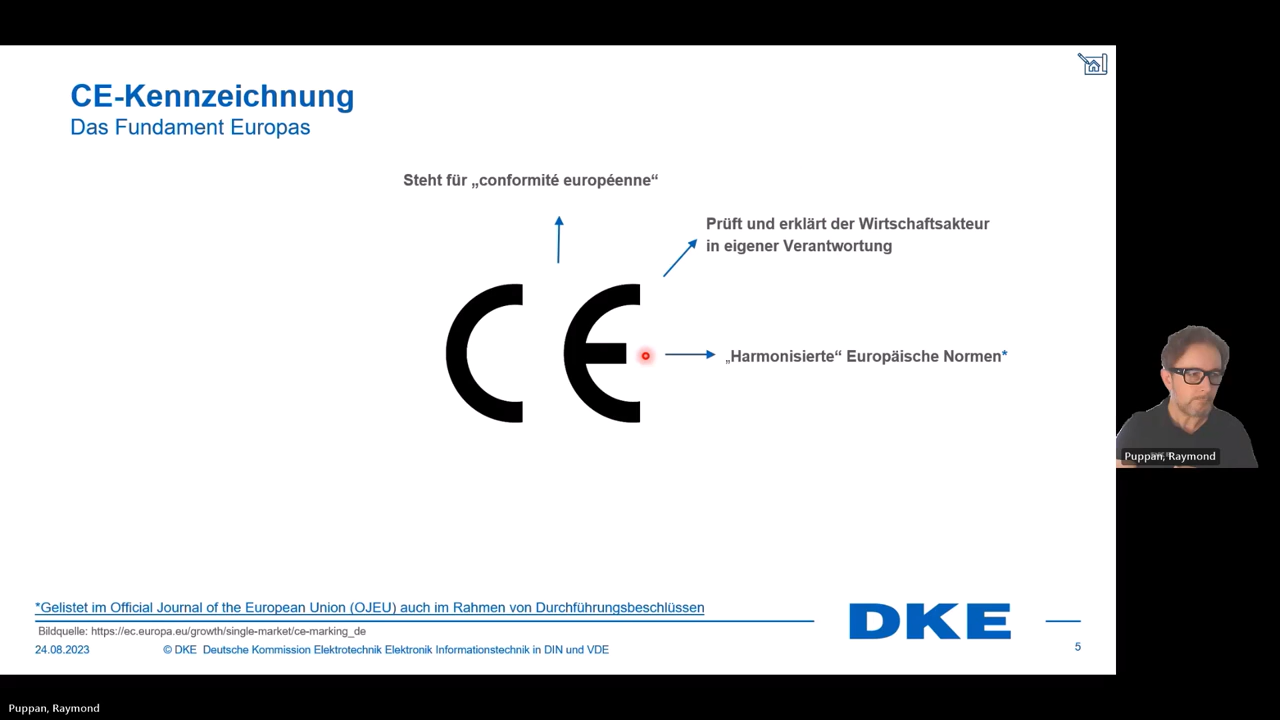 CE-Kennzeichnung
Das Fundament Europas
Steht für „conformité européenne“
Prüft und erklärt der Wirtschaftsakteur
in eigener Verantwortung
CE
„Harmonisierte“ Europäische Normen*
Puppan, Raymond
*Gelistet im Official Journal of the European Union (OJEU) auch im Rahmen von Durchführungsbeschlüssen
Bildquelle: https://ec.europa.eu/growth/single-market/ce-marking_de
DKE
24.08.2023
© DKE Deutsche Kommission Elektrotechnik Elektronik Informationstechnik in DIN und VDE
5
Puppan, Raymond